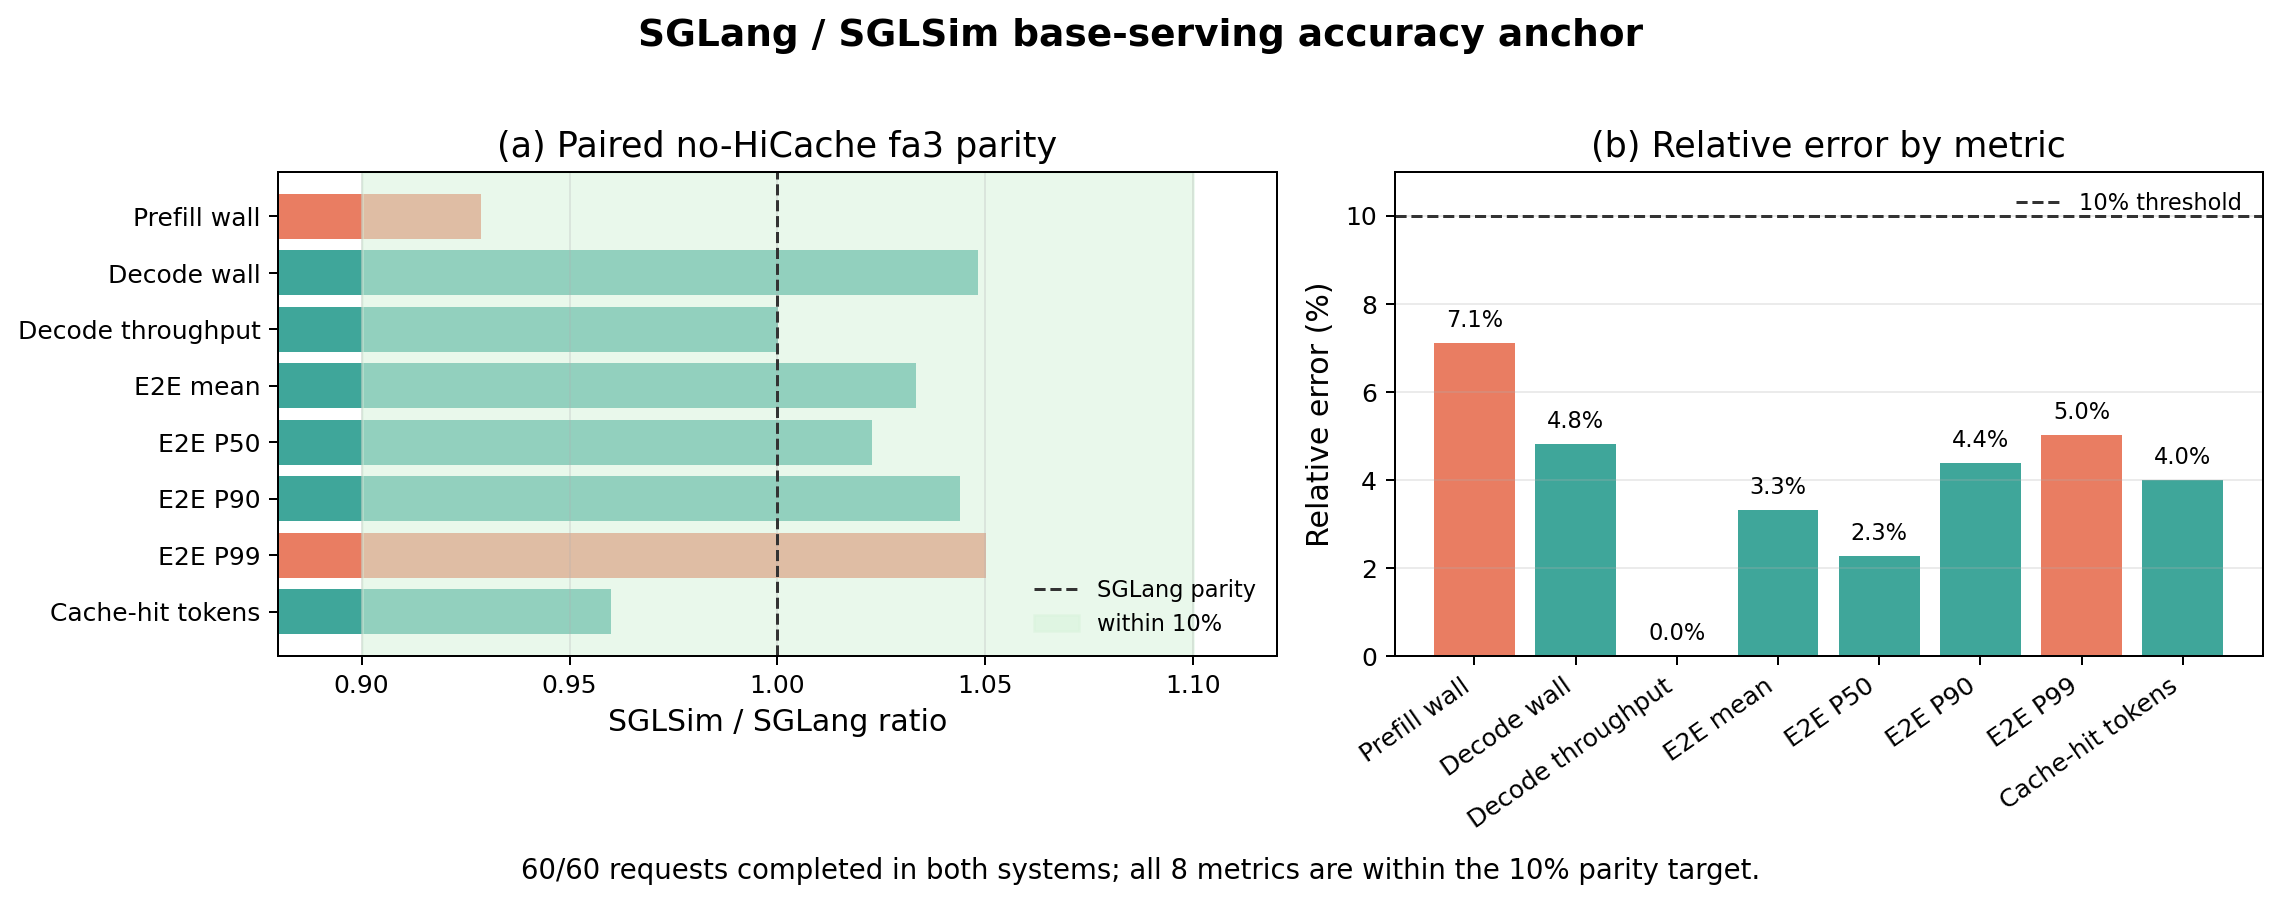 SGLang / SGLSim base-serving accuracy anchor
(a) Paired no-HiCache fa3 parity
Prefill wall
Decode wall
Decode throughput
E2E mean
E2E P50
E2E P90
E2E P99
Cache-hit tokens
SGLang parity
within 10%
0.90 0.95 1.00 1.05 1.10
SGLSim / SGLang ratio
(b) Relative error by metric
10% threshold
Relative error (%)
10
8
6
4
2
0
7.1%
4.8%
0.0%
3.3%
2.3%
4.4%
5.0%
4.0%
Prefill wall
Decode wall
Decode throughput
E2E mean
E2E P50
E2E P90
E2E P99
Cache-hit tokens
60/60 requests completed in both systems; all 8 metrics are within the 10% parity target.